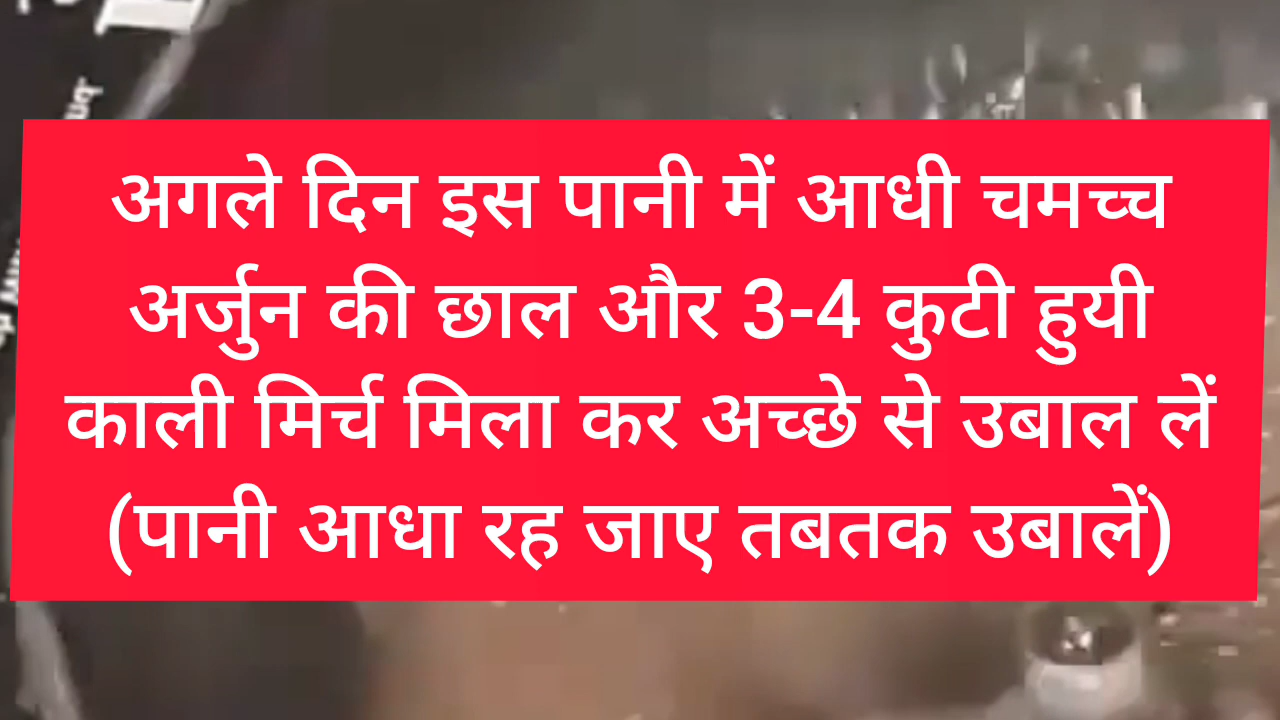 अगले दिन इस पानी में आधी चमच्च
अर्जुन की छाल और 3-4 कुटी हुयी
काली मिर्च मिला कर अच्छे से उबाल लें
(पानी आधा रह जाए तबतक उबालें)